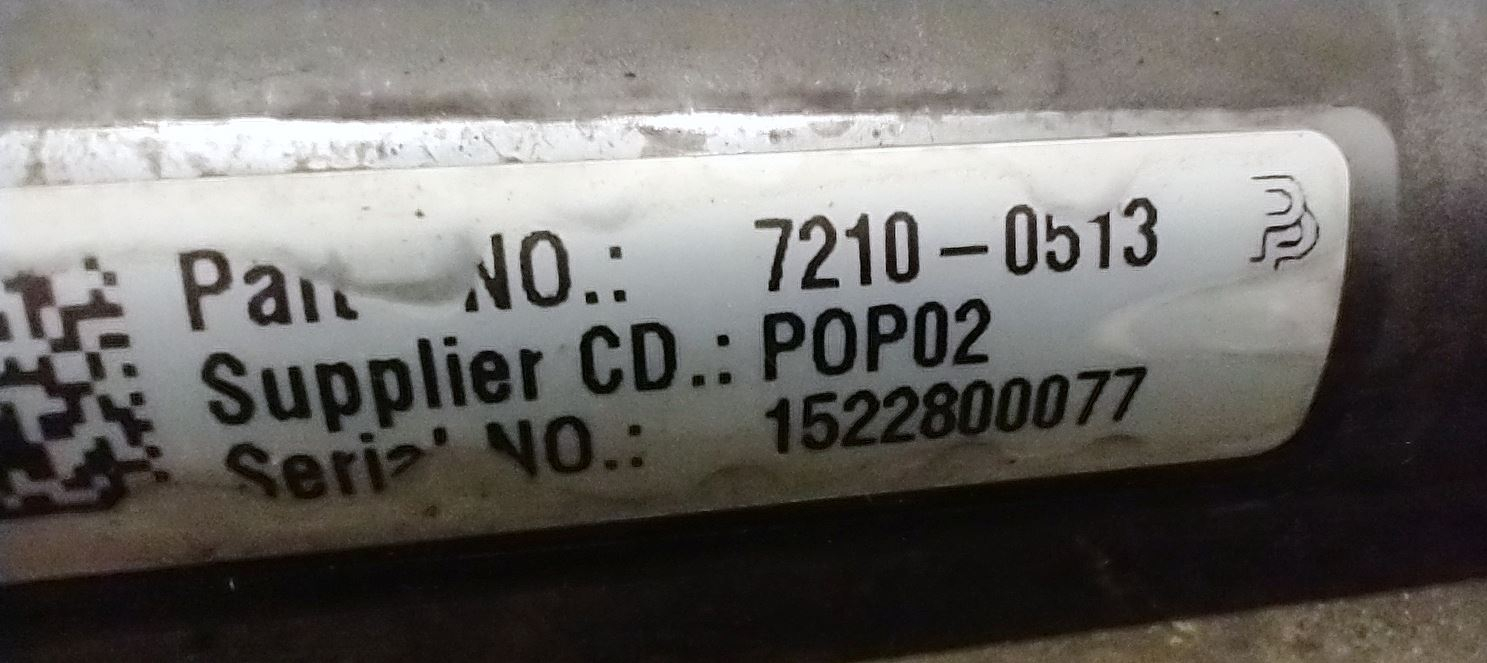 Part NO.: 7210-0513
Supplier CD.: POP02
Serial NO.: 1522800077